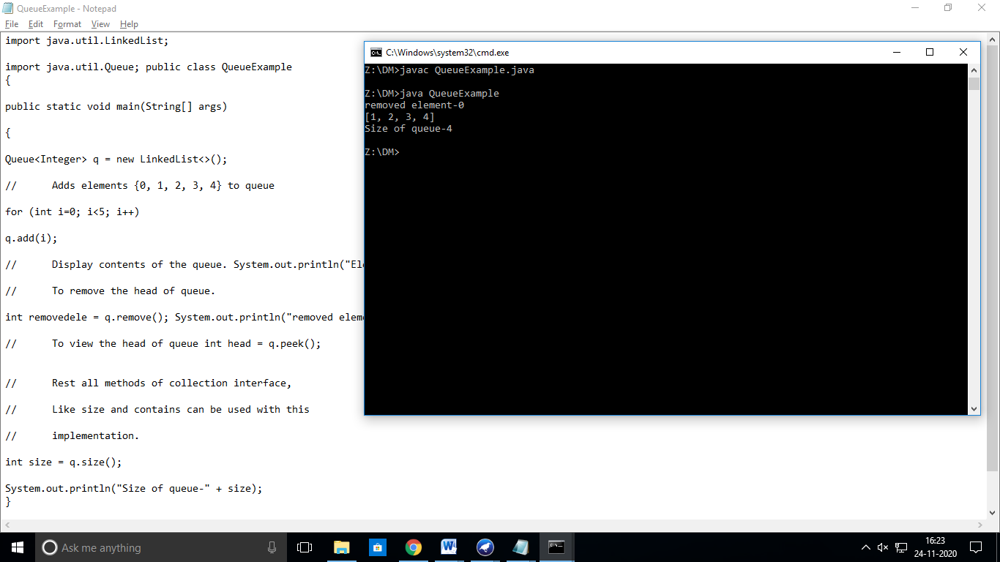 QueueExample - Notepad
File Edit Format View Help
import java.util.LinkedList;
import java.util.Queue; public class QueueExample
{
public static void main(String[] args)
{
Queue<Integer> q = new LinkedList<>();
// Adds elements {0, 1, 2, 3, 4} to queue
for (int i=0; i<5; i++)
q.add(i);
// Display contents of the queue. System.out.println("Ele
// To remove the head of queue.
int removedele = q.remove(); System.out.println("removed elem
// To view the head of queue int head = q.peek();
// Rest all methods of collection interface,
// Like size and contains can be used with this
// implementation.
int size = q.size();
System.out.println("Size of queue-" + size);
}
C:\Windows\system32\cmd.exe
Z:\DM>javac QueueExample.java
Z:\DM>java QueueExample
removed element-0
[1, 2, 3, 4]
Size of queue-4
Z:\DM>
Ask me anything
16:23
24-11-2020